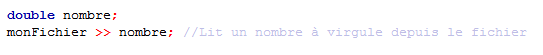 double nombre;
monFichier >> nombre; //Lit un nombre à virgule depuis le fichier